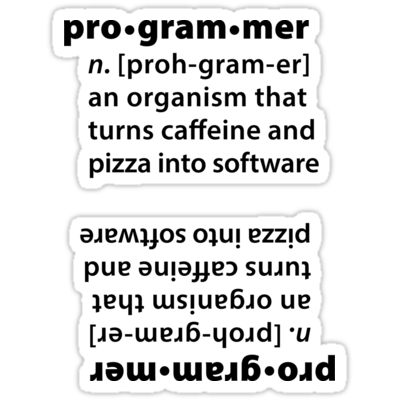 pro•gram•mer
n. [proh-gram-er]
an organism that
turns caffeine and
pizza into software
pro•gram•mer
n. [proh-gram-er]
an organism that
turns caffeine and
pizza into software